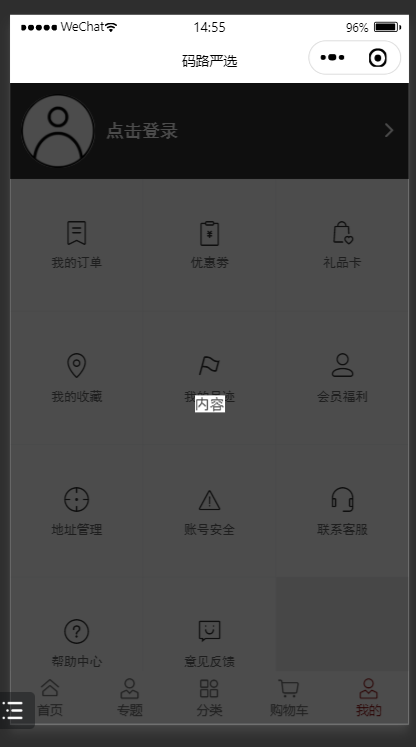 WeChat 14:55 96%
码路严选
点击登录
我的订单 优惠劵 礼品卡
我的收藏 我的足迹 会员福利
内容
地址管理 账号安全 联系客服
帮助中心 意见反馈
首页 专题 分类 购物车 我的